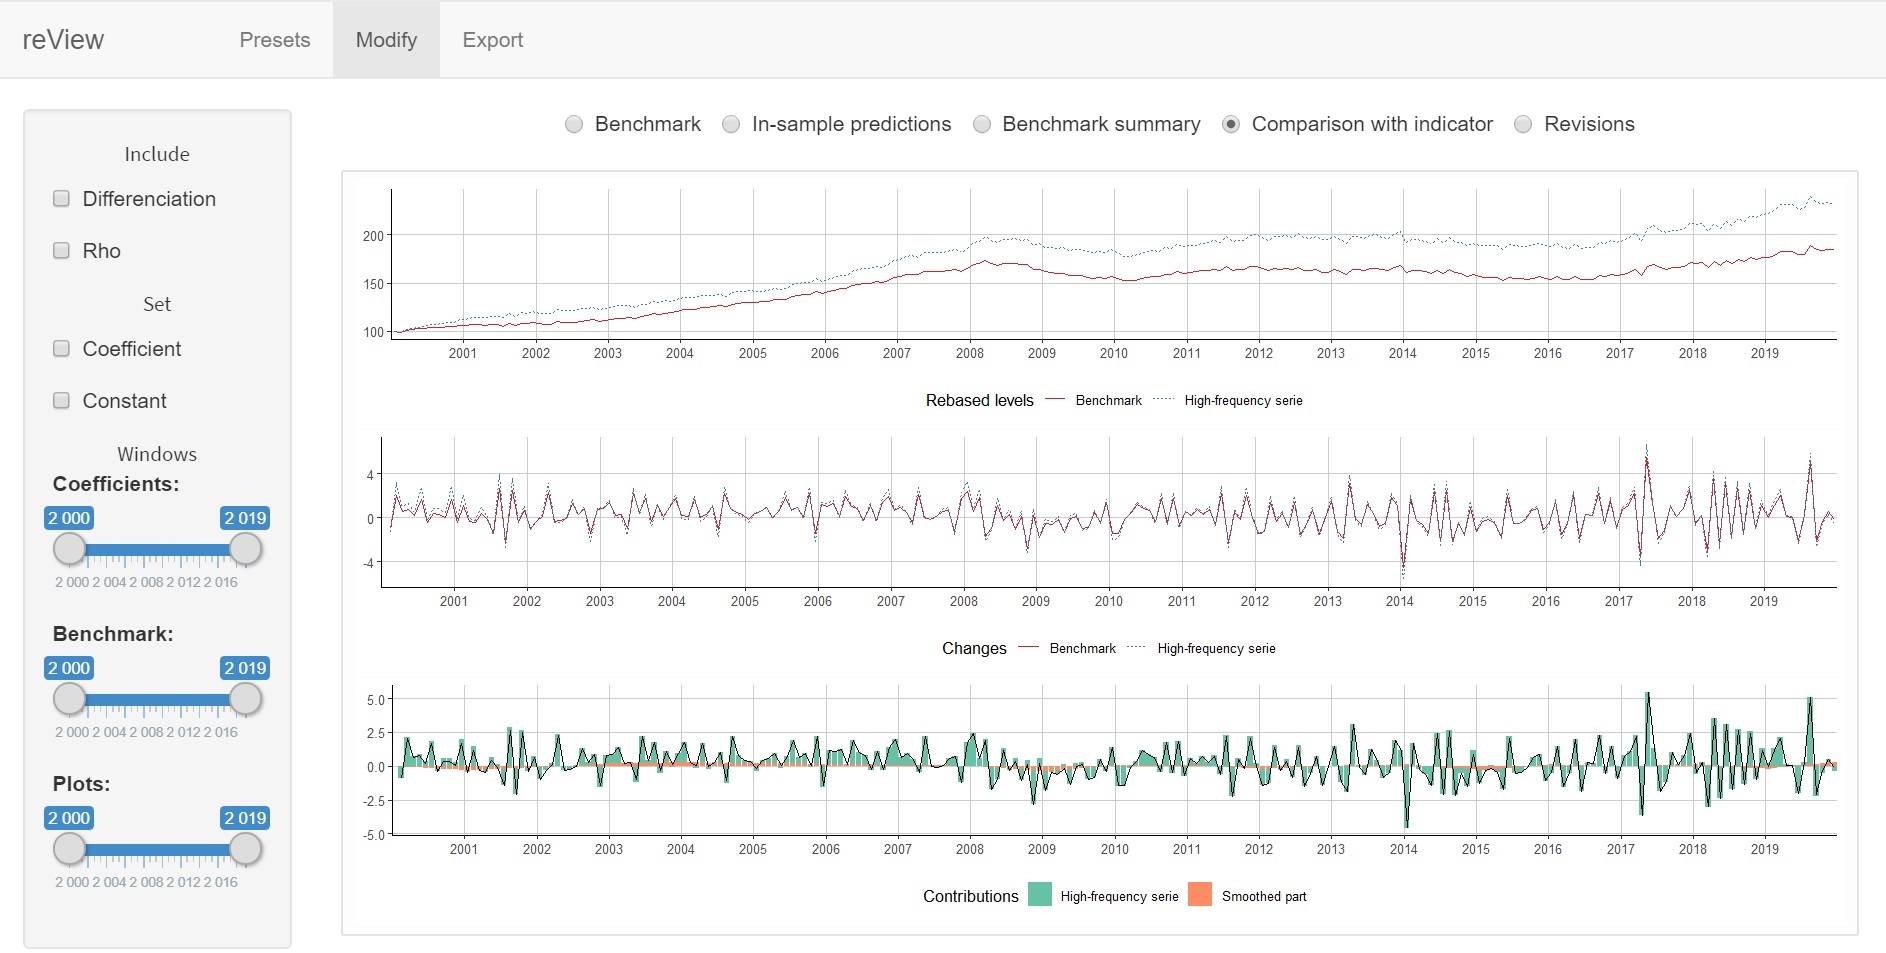 reView Presets Modify Export
Include
Differenciation
Rho
Set
Coefficient
Constant
Windows
Coefficients:
2 000 2 019
2 000 2 004 2 008 2 012 2 016
Benchmark:
2 000 2 019
2 000 2 004 2 008 2 012 2 016
Plots:
2 000 2 019
2 000 2 004 2 008 2 012 2 016
Benchmark In-sample predictions Benchmark summary Comparison with indicator Revisions
200
150
100
2001 2002 2003 2004 2005 2006 2007 2008 2009 2010 2011 2012 2013 2014 2015 2016 2017 2018 2019
Rebased levels Benchmark High-frequency serie
4
0
-4
2001 2002 2003 2004 2005 2006 2007 2008 2009 2010 2011 2012 2013 2014 2015 2016 2017 2018 2019
Changes Benchmark High-frequency serie
5.0
2.5
0.0
-2.5
-5.0
2001 2002 2003 2004 2005 2006 2007 2008 2009 2010 2011 2012 2013 2014 2015 2016 2017 2018 2019
Contributions High-frequency serie Smoothed part